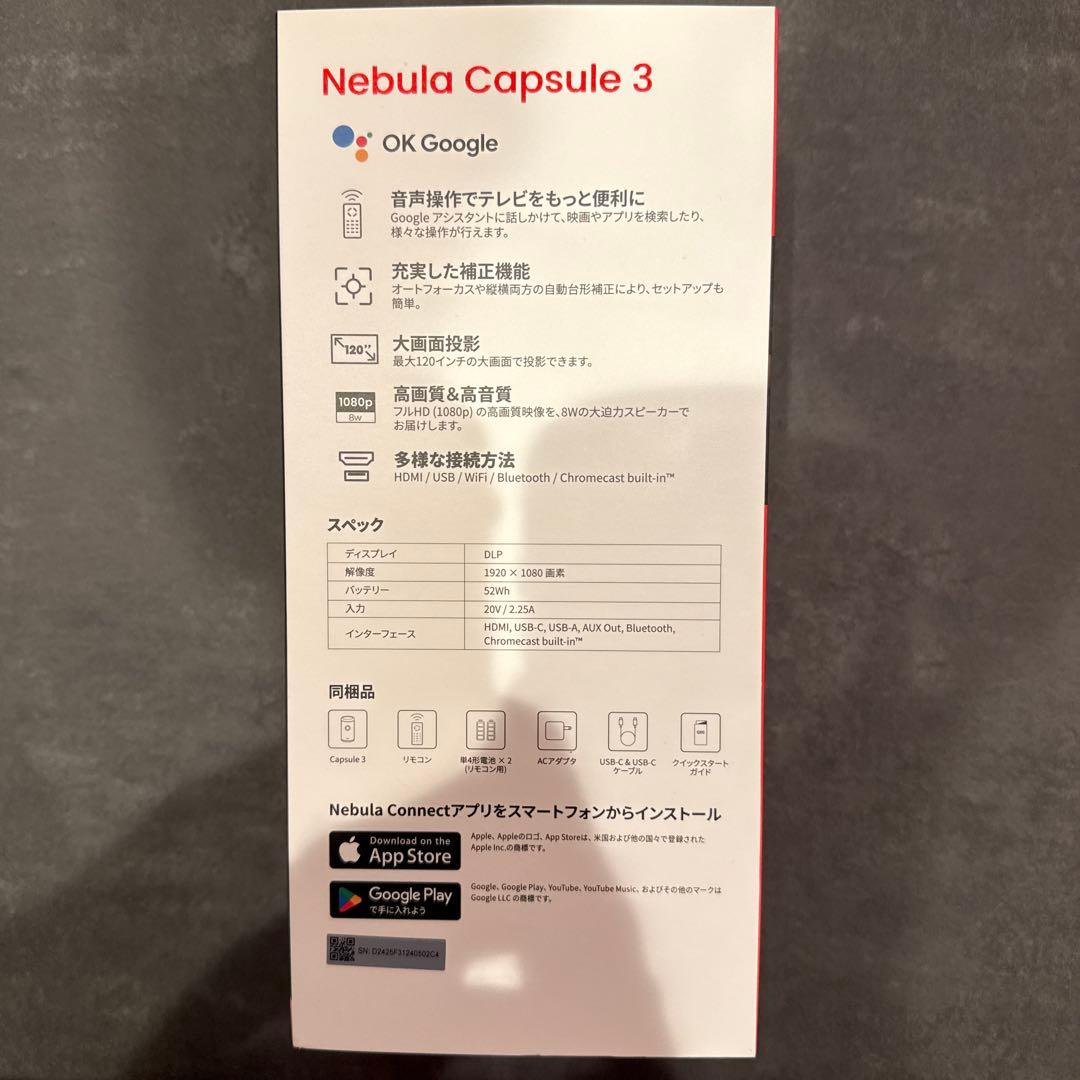 Nebula Capsule 3
OK Google
音声操作でテレビをもっと便利に
Google アシスタントに話しかけて、映画やアプリを検索したり、
様々な操作が行えます。
充実した補正機能
オートフォーカスや縦横両方の自動台形補正により、セットアップも
簡単。
120"
大画面投影
最大120インチの大画面で投影できます。
1080p
8w
高画質&高音質
フルHD (1080p) の高画質映像を、8Wの大迫力スピーカーで
お届けします。
多様な接続方法
HDMI / USB / WiFi / Bluetooth / Chromecast built-in™
スペック
ディスプレイ DLP
解像度 1920 × 1080 画素
バッテリー 52Wh
入力 20V / 2.25A
インターフェース HDMI, USB-C, USB-A, AUX Out, Bluetooth,
Chromecast built-in™
同梱品
Capsule 3
リモコン
単4形電池 × 2
(リモコン用)
ACアダプタ
USB-C & USB-C
ケーブル
クイックスタート
ガイド
Nebula Connectアプリをスマートフォンからインストール
Download on the
App Store
Apple、Appleのロゴ、App Storeは、米国および他の国々で登録された
Apple Inc.の商標です。
Google Play
で手に入れよう
Google、Google Play、YouTube、YouTube Music、およびその他のマークは
Google LLC の商標です。
SN: D2425F31240502C4